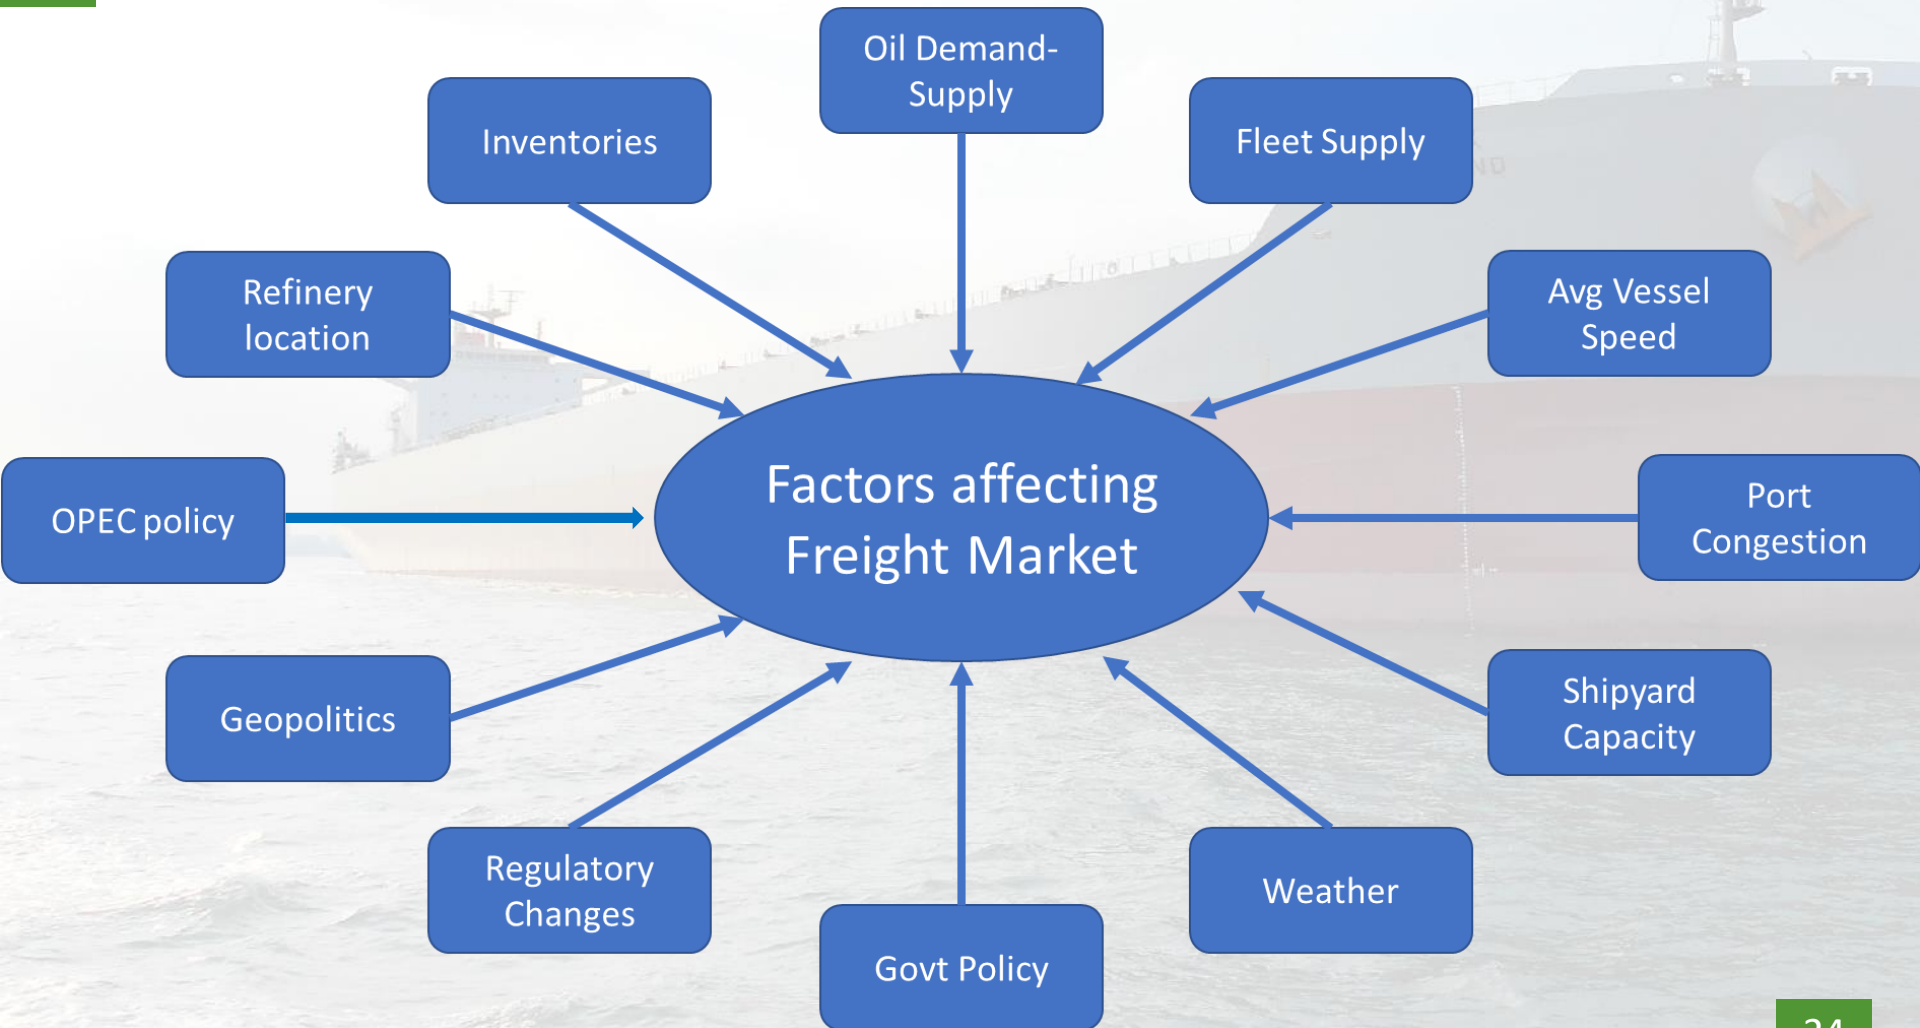 Oil Demand-
Supply
Inventories
Fleet Supply
Refinery
location
Avg Vessel
Speed
Factors affecting
Freight Market
OPEC policy
Port
Congestion
Geopolitics
Shipyard
Capacity
Regulatory
Changes
Weather
Govt Policy